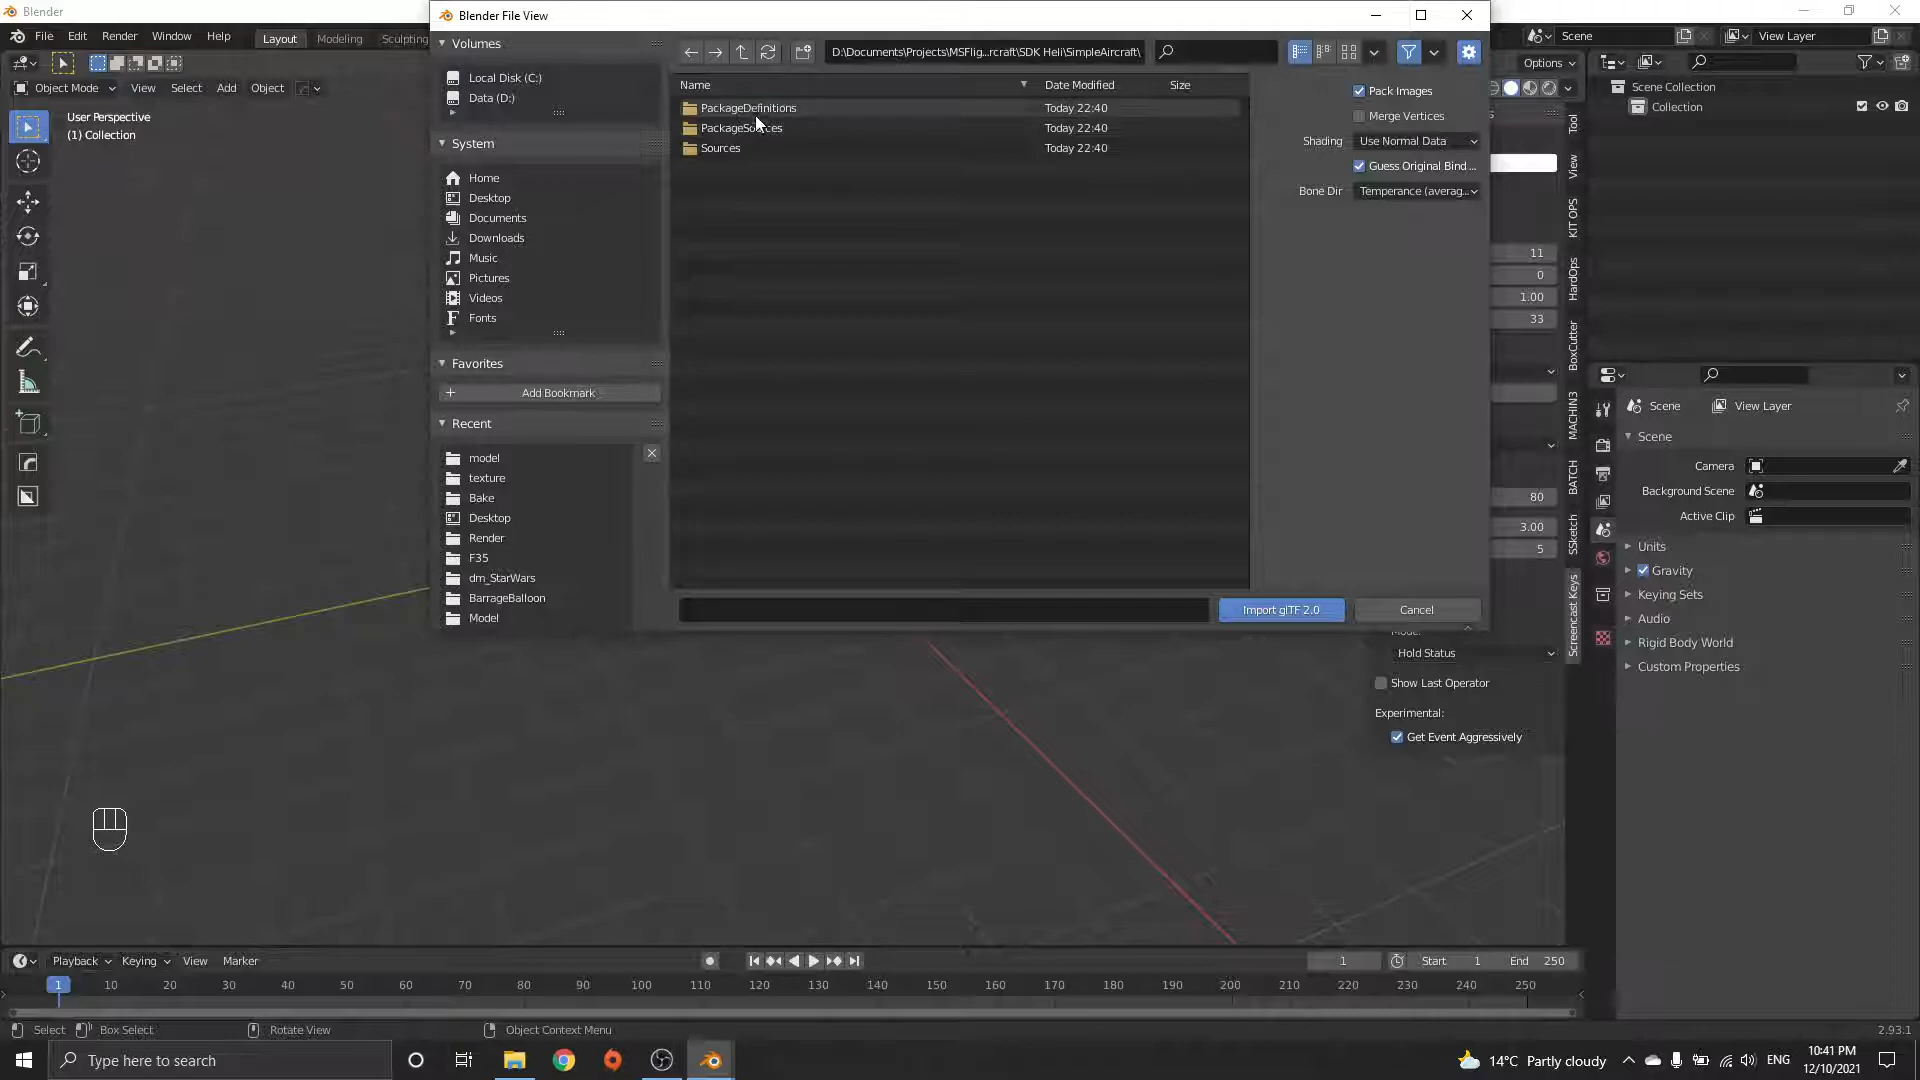 Blender
File Edit Render Window Help Layout Modeling Sculpting
Object Mode View Select Add Object
User Perspective
(1) Collection
Blender File View
Volumes
Local Disk (C:)
Data (D:)
System
Home
Desktop
Documents
Downloads
Music
Pictures
Videos
Fonts
Favorites
Add Bookmark
Recent
model
texture
Bake
Desktop
Render
F35
dm_StarWars
BarrageBalloon
Model
D:\Documents\Projects\MSFlig...rcraft\SDK Heli\SimpleAircraft\
Name Date Modified Size
PackageDefinitions Today 22:40
PackageSources Today 22:40
Sources Today 22:40
Pack Images
Merge Vertices
Shading Use Normal Data
Guess Original Bind ...
Bone Dir Temperance (averag...
Import glTF 2.0 Cancel
11
0
1.00
33
80
3.00
5
Hold Status
Show Last Operator
Experimental:
Get Event Aggressively
Tool
View
KIT OPS
HardOps
BoxCutter
MACHIN3
BATCH
SSketch
Screencast Keys
Scene View Layer
Options
Scene Collection
Collection
Scene View Layer
Scene
Camera
Background Scene
Active Clip
Units
Gravity
Keying Sets
Audio
Rigid Body World
Custom Properties
Playback Keying View Marker 1 Start 1 End 250
1 10 20 30 40 50 60 70 80 90 100 110 120 130 140 150 160 170 180 190 200 210 220 230 240 250
Select Box Select Rotate View Object Context Menu 2.93.1
Type here to search 14°C Partly cloudy ENG 10:41 PM
12/10/2021